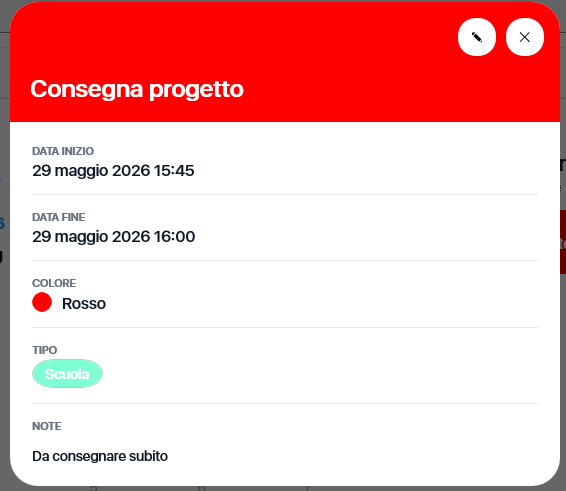 Consegna progetto
DATA INIZIO
29 maggio 2026 15:45
DATA FINE
29 maggio 2026 16:00
COLORE
Rosso
TIPO
Scuola
NOTE
Da consegnare subito